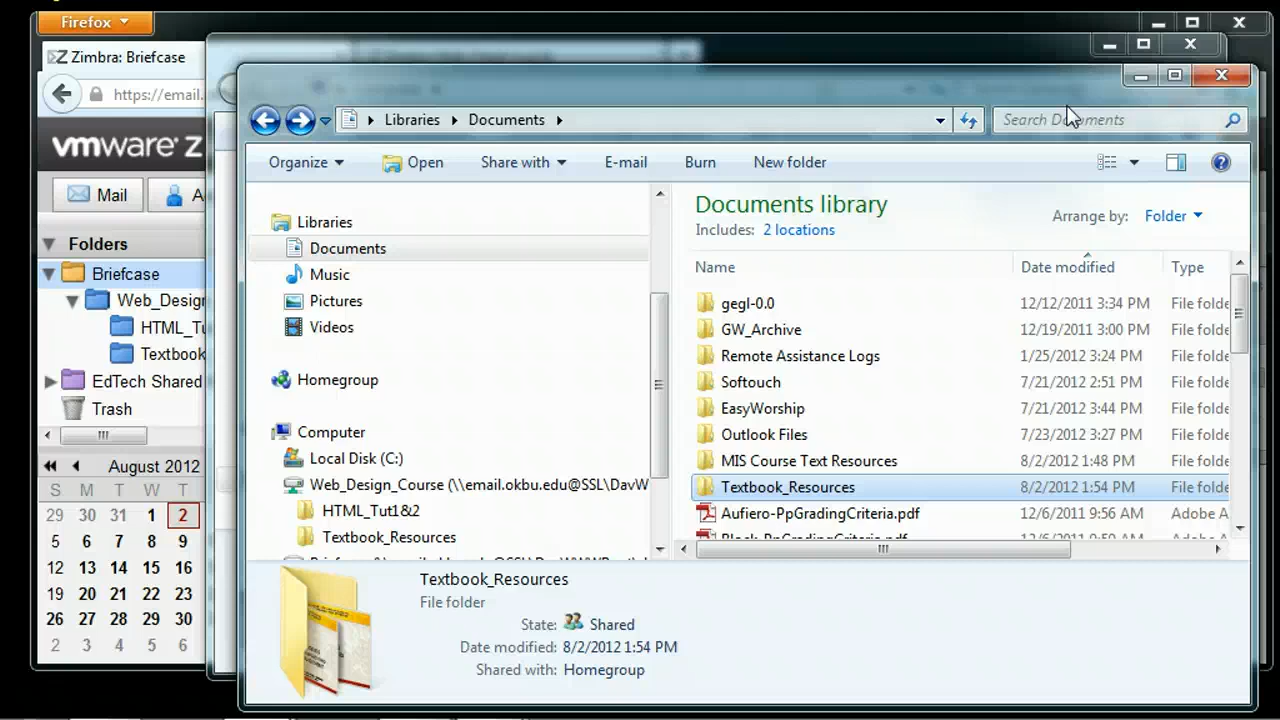 Firefox
Zimbra: Briefcase
https://email.
vmware Z
Mail
A
Folders
Briefcase
Web_Design
HTML_Tu
Textbook
EdTech Shared
Trash
August 2012
S M T W T
29 30 31 1 2
5 6 7 8 9
12 13 14 15 16
19 20 21 22 23
26 27 28 29 30
2 3 4 5 6
Libraries Documents
Search Documents
Organize Open Share with E-mail Burn New folder
Libraries
Documents
Music
Pictures
Videos
Homegroup
Computer
Local Disk (C:)
Web_Design_Course (\\email.okbu.edu@SSL\DavW
HTML_Tut1&2
Textbook_Resources
Documents library
Includes: 2 locations
Arrange by: Folder
Name Date modified Type
gegl-0.0 12/12/2011 3:34 PM File folde
GW_Archive 12/19/2011 3:00 PM File folde
Remote Assistance Logs 1/25/2012 3:24 PM File folde
Softouch 7/21/2012 2:51 PM File folde
EasyWorship 7/21/2012 3:44 PM File folde
Outlook Files 7/23/2012 3:27 PM File folde
MIS Course Text Resources 8/2/2012 1:48 PM File folde
Textbook_Resources 8/2/2012 1:54 PM File folde
Aufiero-PpGradingCriteria.pdf 12/6/2011 9:56 AM Adobe A
Textbook_Resources
File folder
State: Shared
Date modified: 8/2/2012 1:54 PM
Shared with: Homegroup